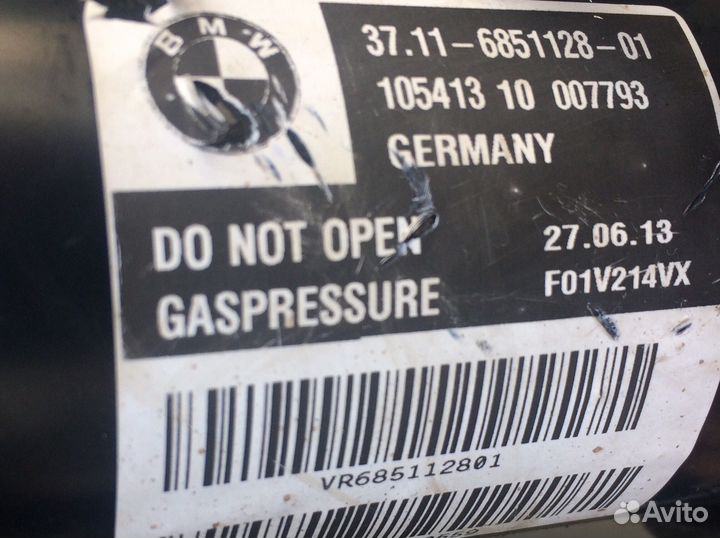 BMW
37.11-6851128-01
105413 10 007793
GERMANY
DO NOT OPEN
27.06.13
GASPRESSURE
F01V214VX
VR685112801
Avito